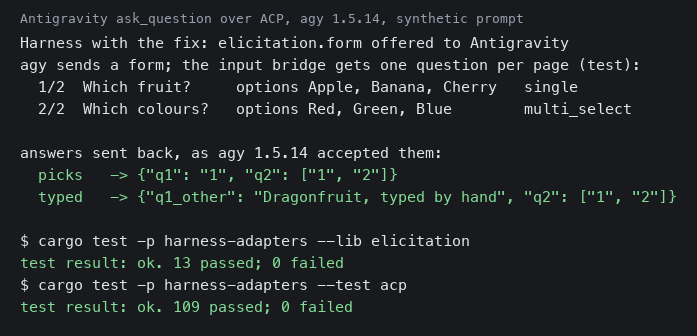 Antigravity ask_question over ACP, agy 1.5.14, synthetic prompt
Harness with the fix: elicitation.form offered to Antigravity
agy sends a form; the input bridge gets one question per page (test):
1/2  Which fruit?     options Apple, Banana, Cherry   single
2/2  Which colours?   options Red, Green, Blue        multi_select
answers sent back, as agy 1.5.14 accepted them:
picks   —> {"q1": "1", "q2": ["1", "2"]}
typed   —> {"q1_other": "Dragonfruit, typed by hand", "q2": ["1", "2"]}
$ cargo test -p harness-adapters --lib elicitation
test result: ok. 13 passed; 0 failed
$ cargo test -p harness-adapters --test acp
test result: ok. 109 passed; 0 failed